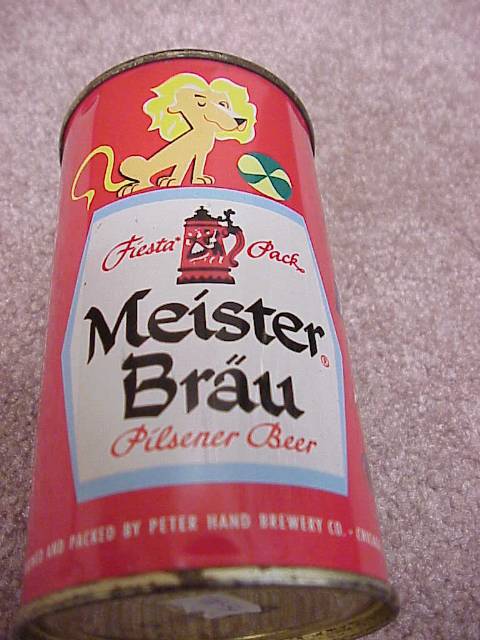 Fiesta Pack
Meister
Bräu®
Pilsener Beer
AND PACKED BY PETER HAND BREWERY CO. -